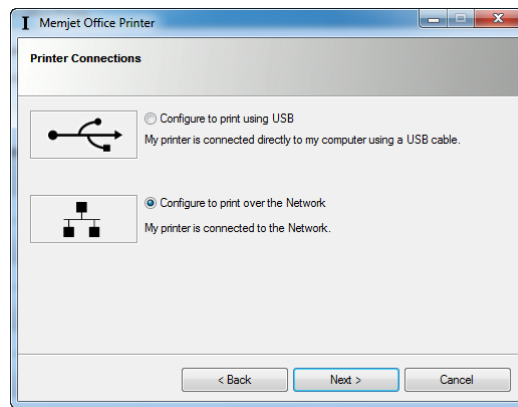 Memjet Office Printer
Printer Connections
Configure to print using USB
My printer is connected directly to my computer using a USB cable.
Configure to print over the Network
My printer is connected to the Network.
< Back
Next >
Cancel